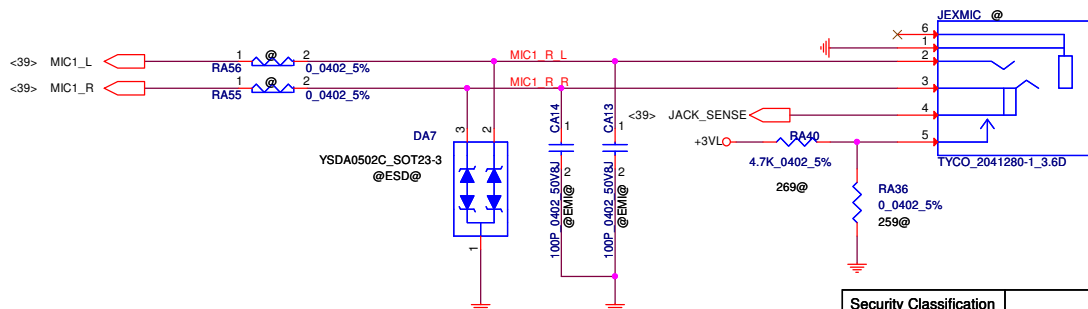 JEXMIC @
6
1
<39> MIC1_L 1 @ 2 MIC1_R_L 2
RA56 0_0402_5%
<39> MIC1_R 1 @ 2 MIC1_R_R 3
RA55 0_0402_5%
<39> JACK_SENSE 4
CA14
CA13
1
1
2
2
100P_0402_50V8J
@EMI@
100P_0402_50V8J
@EMI@
DA7
3
2
YSDA0502C_SOT23-3
@ESD@
1
+3VL RA40 5
4.7K_0402_5%
TYCO_2041280-1_3.6D
269@
RA36
0_0402_5%
259@
Security Classification